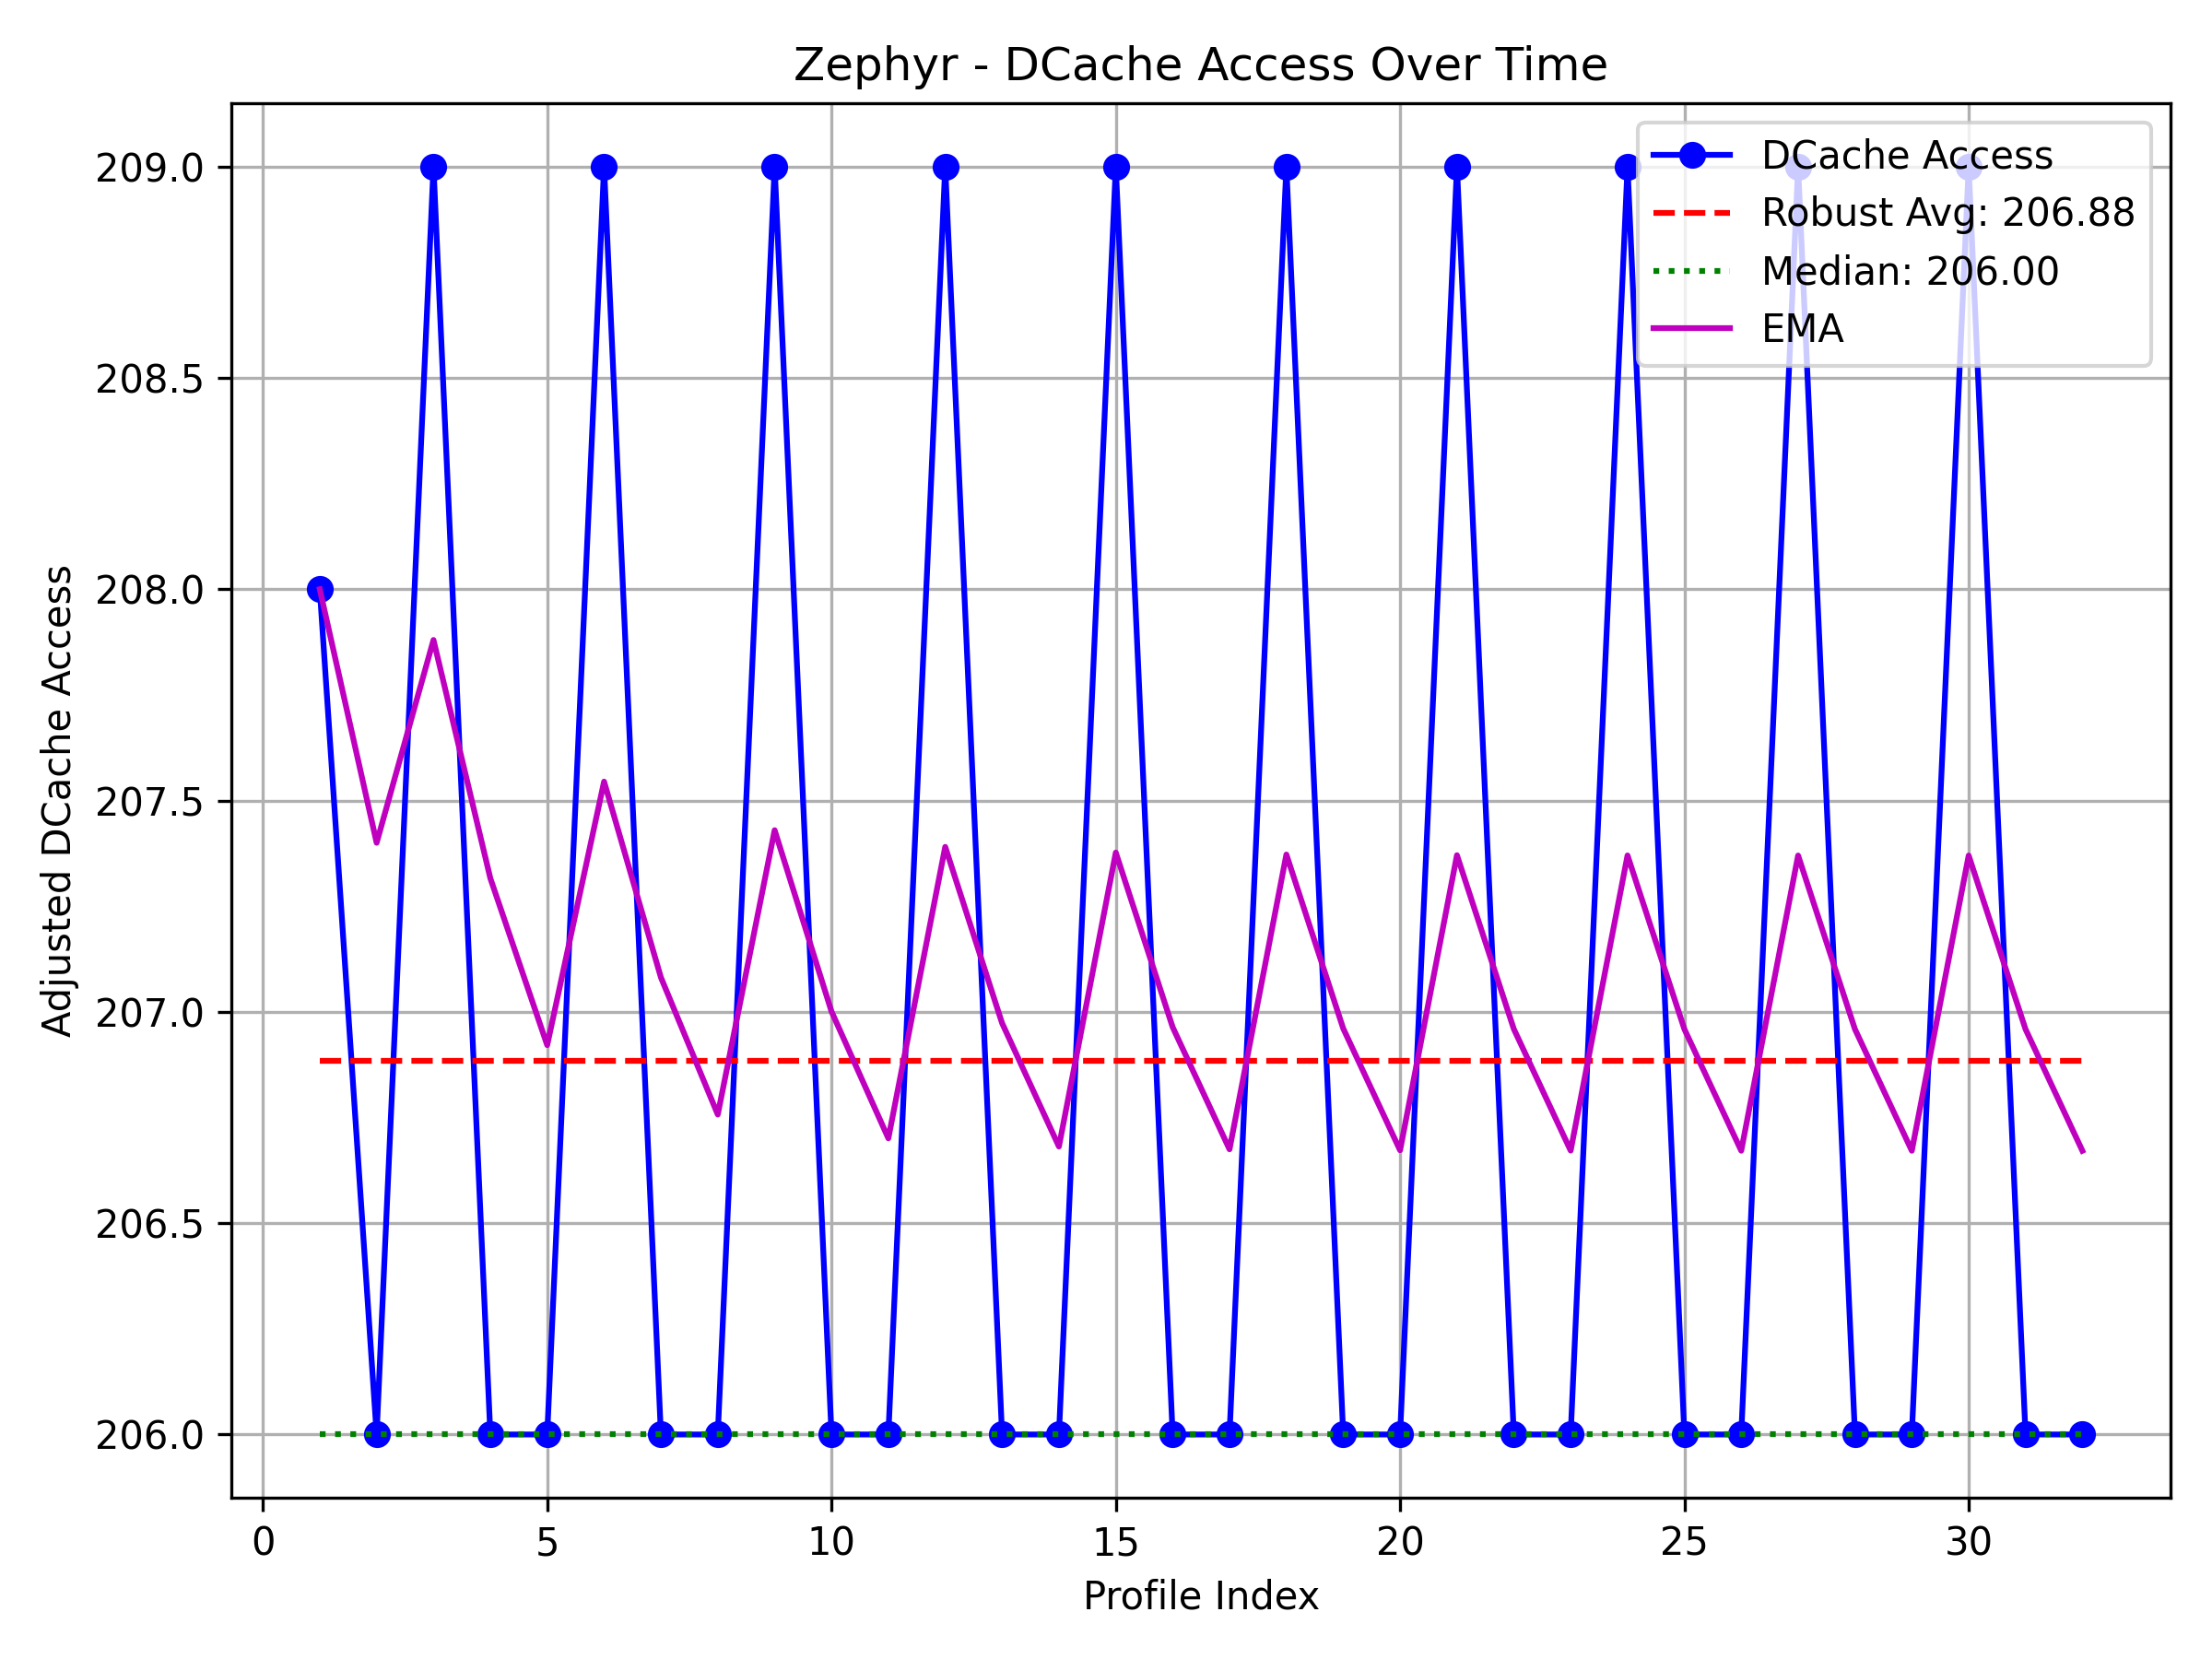 Zephyr - DCache Access Over Time
Adjusted DCache Access
209.0
208.5
208.0
207.5
207.0
206.5
206.0
DCache Access
Robust Avg: 206.88
Median: 206.00
EMA
0 5 10 15 20 25 30
Profile Index